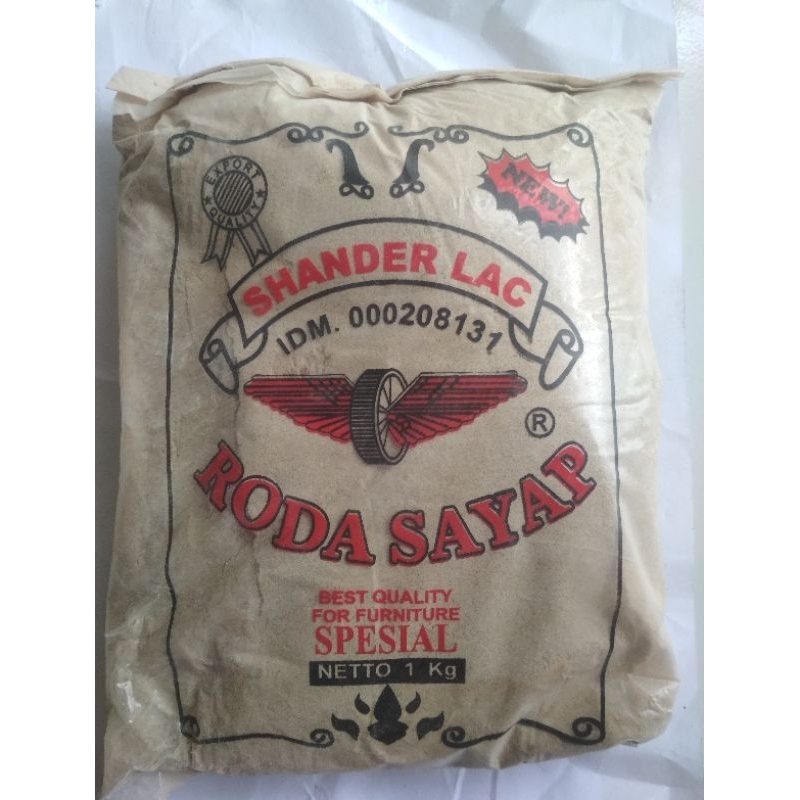 EXPORT
QUALITY
NEW!
SHANDER LAC
IDM. 000208131
®
RODA SAYAP
BEST QUALITY
FOR FURNITURE
SPESIAL
NETTO 1 Kg